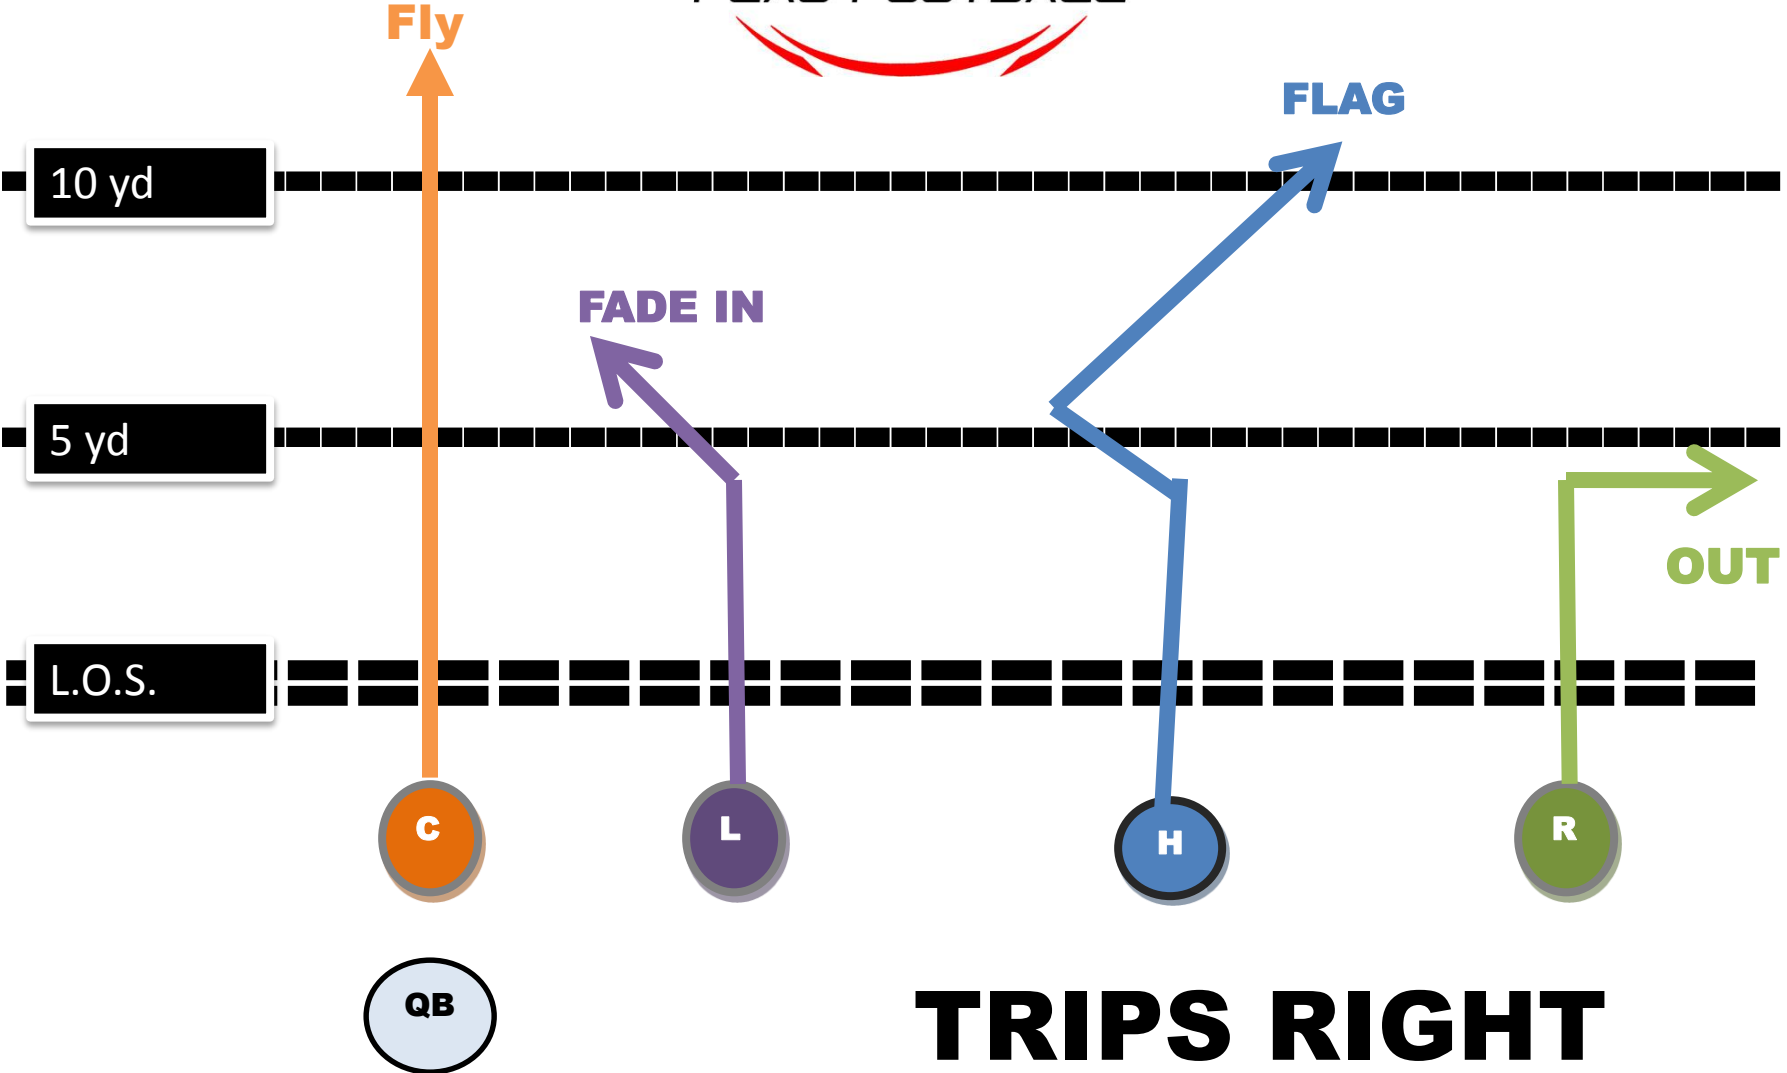 Fly
FLAG
10 yd
FADE IN
5 yd
OUT
L.O.S.
C
L
H
R
QB
TRIPS RIGHT